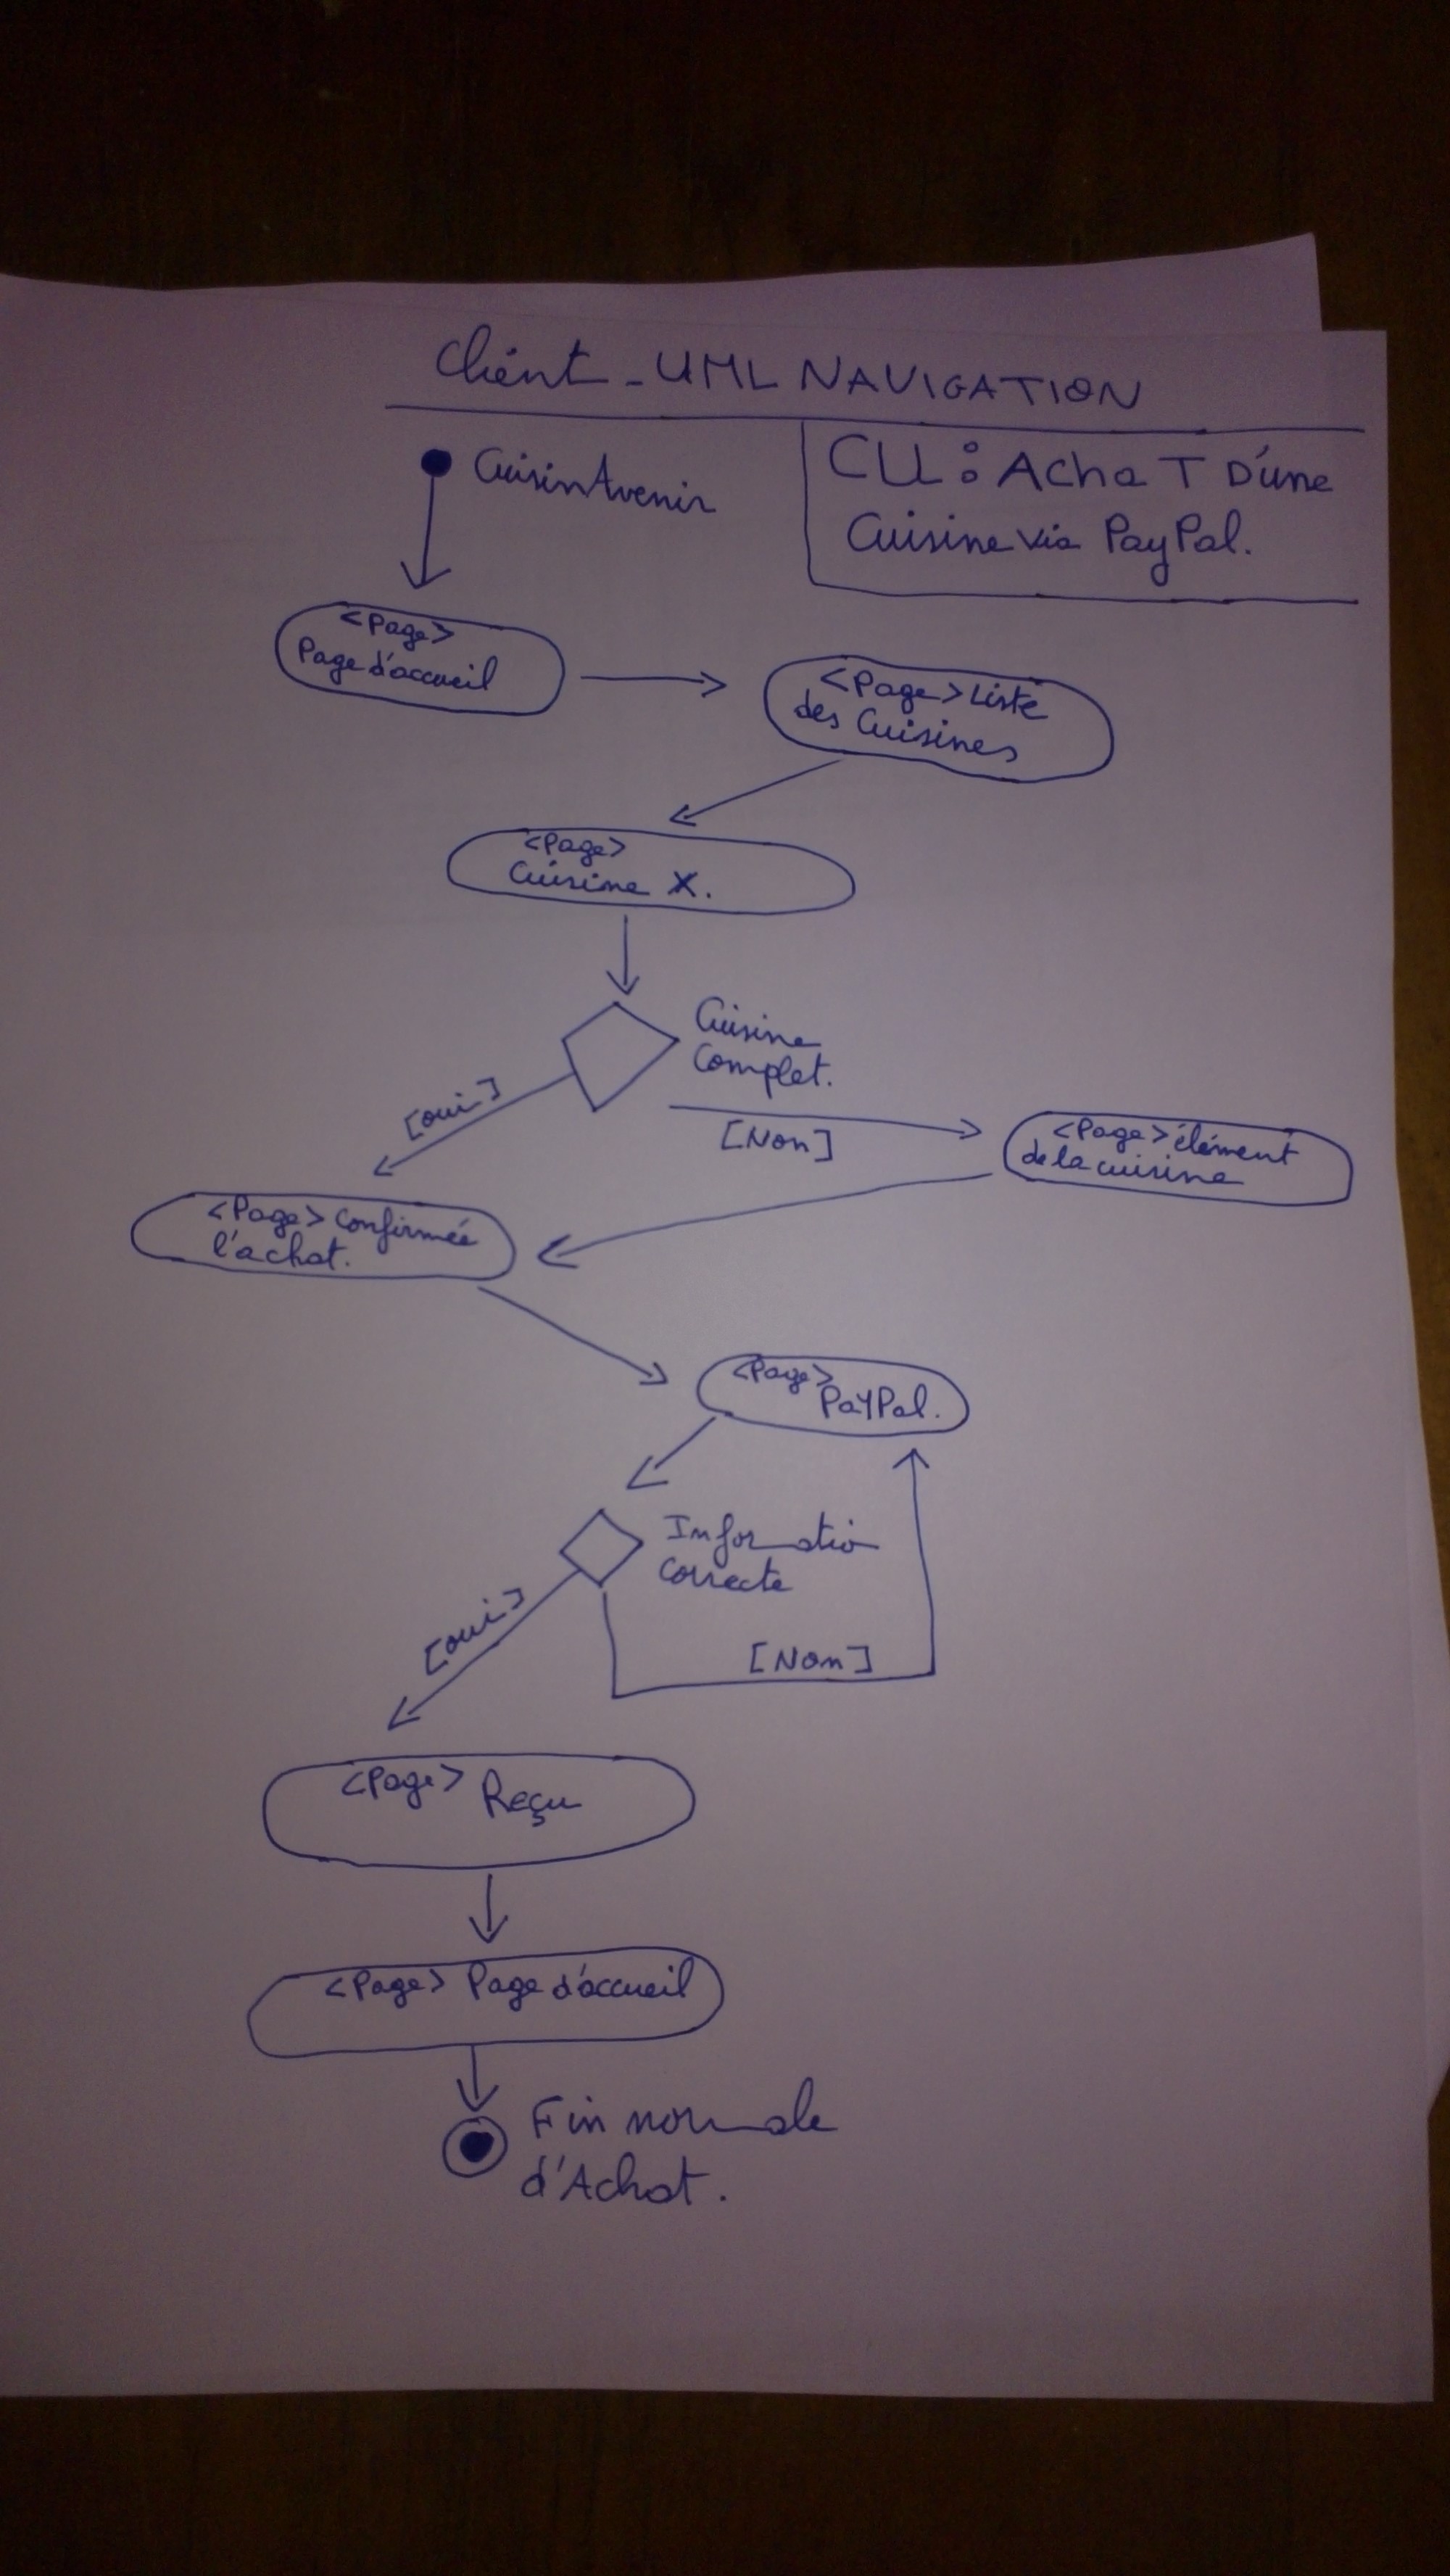 Client - UML NAVIGATION
CuisinAvenir
CU : Achat D'une
Cuisine via PayPal.
<Page>
Page d'accueil
<Page> Liste
des Cuisines
<Page>
Cuisine X.
Cuisine
Complet.
[oui]
[Non]
<Page> élément
de la cuisine
<Page> Confirmée
l'achat.
<Page>
PayPal.
Information
correcte
[oui]
[Non]
<Page> Reçu
<Page> Page d'accueil
Fin normale
d'Achat.